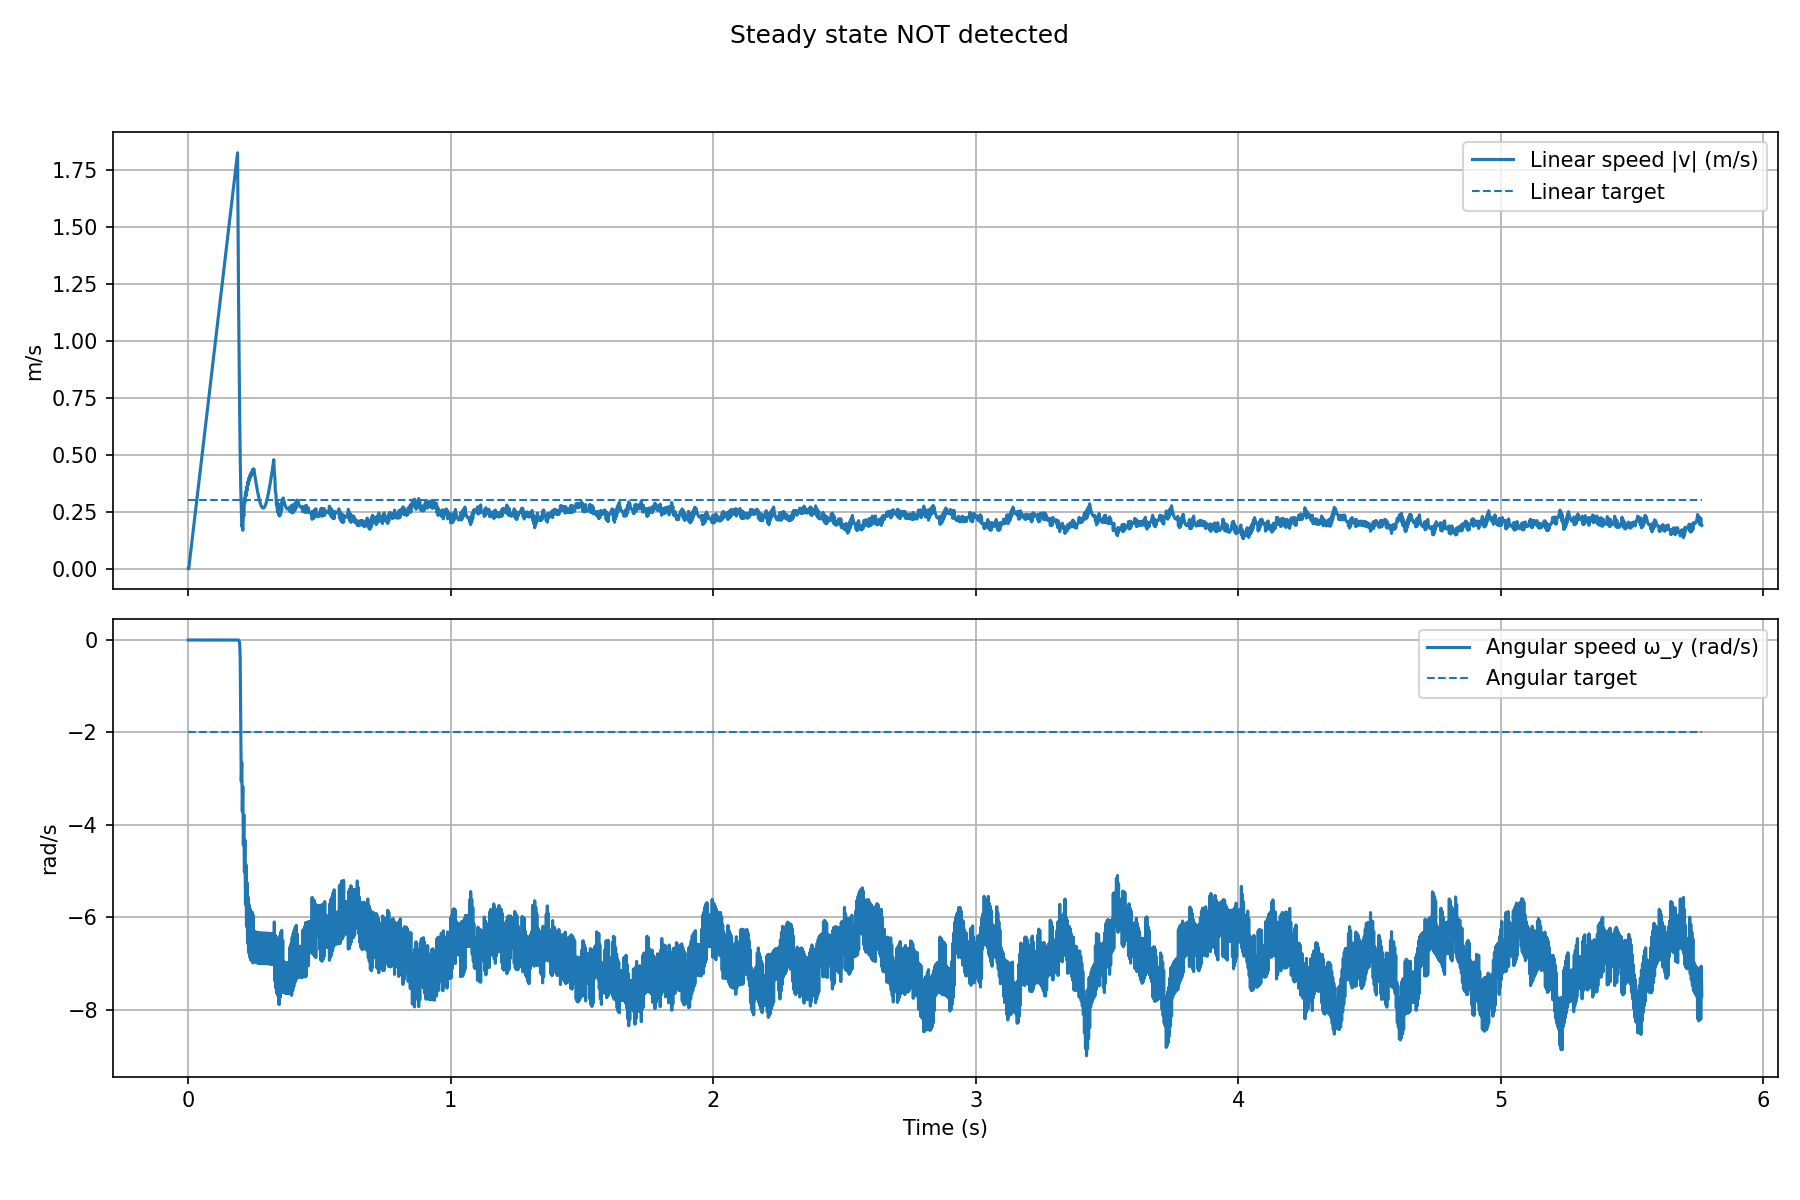 Steady state NOT detected
Linear speed |v| (m/s)
Linear target
1.75
1.50
1.25
1.00
0.75
0.50
0.25
0.00
m/s
Angular speed ω_y (rad/s)
Angular target
0
−2
−4
−6
−8
rad/s
0 1 2 3 4 5 6
Time (s)